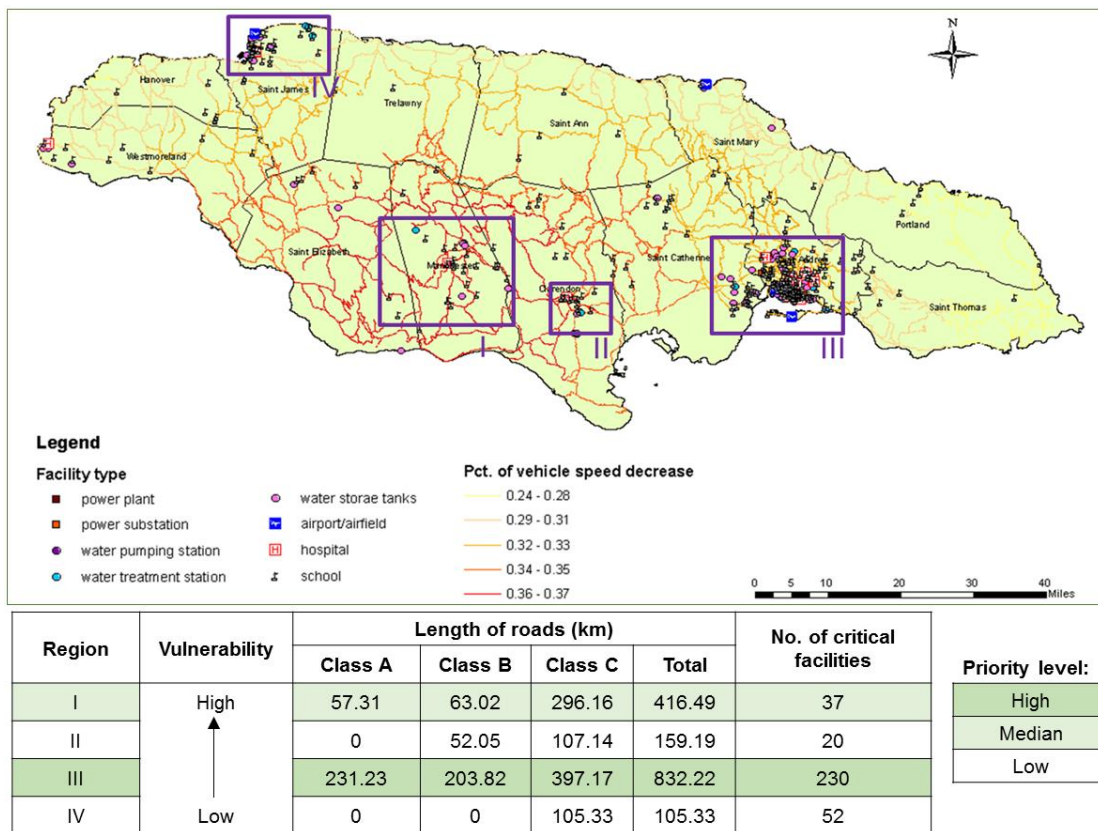 N
Hanover
Saint James
IV
Trelawny
Saint Ann
Saint Mary
Westmoreland
Portland
Saint Elizabeth
Manchester
Clarendon
Saint Catherine
Andrew
Saint Thomas
I
II
III
Legend
Facility type
power plant
power substation
water pumping station
water treatment station
water storae tanks
airport/airfield
hospital
school
Pct. of vehicle speed decrease
0.24 - 0.28
0.29 - 0.31
0.32 - 0.33
0.34 - 0.35
0.36 - 0.37
0 5 10 20 30 40
Miles
Region Vulnerability Length of roads (km) No. of critical facilities
Class A Class B Class C Total
I High 57.31 63.02 296.16 416.49 37
II 0 52.05 107.14 159.19 20
III 231.23 203.82 397.17 832.22 230
IV Low 0 0 105.33 105.33 52
Priority level:
High
Median
Low